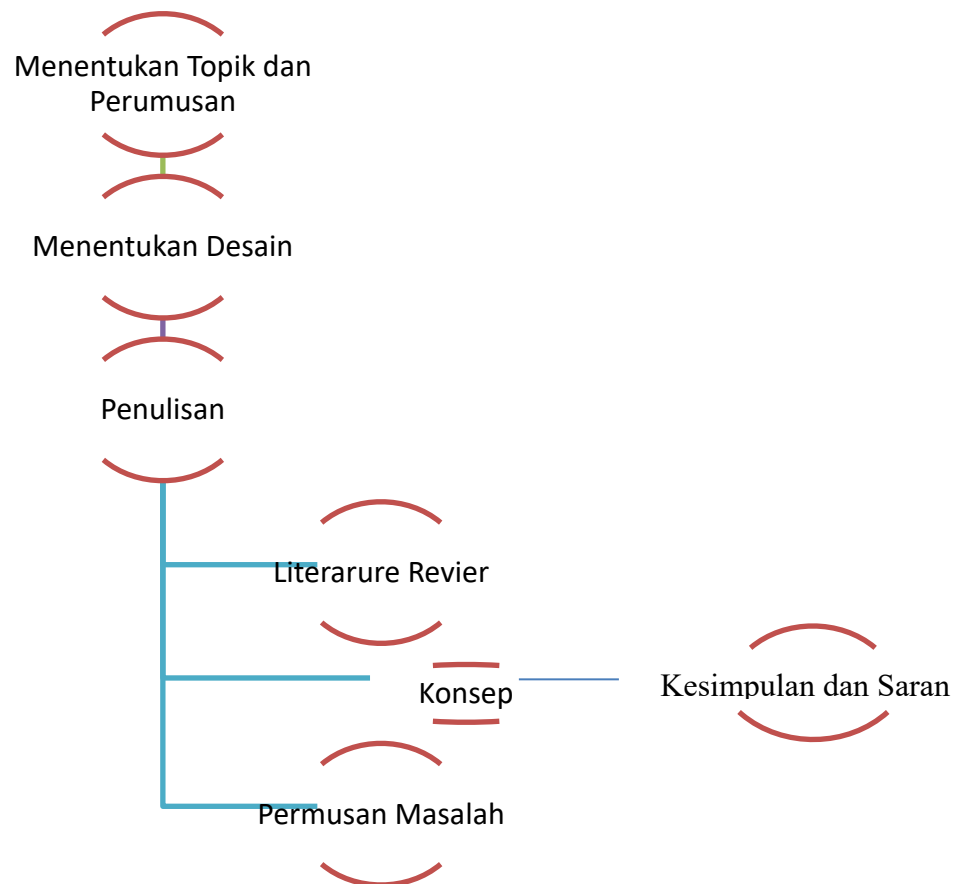 Menentukan Topik dan
Perumusan
Menentukan Desain
Penulisan
Literarure Revier
Konsep
Kesimpulan dan Saran
Permusan Masalah